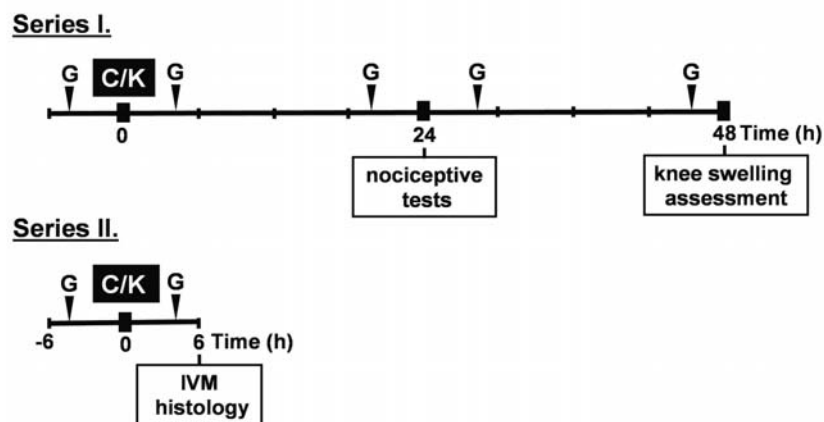 Series I.
G C/K G G G G
0 24 48 Time (h)
nociceptive
tests
knee swelling
assessment
Series II.
G C/K G
-6 0 6 Time (h)
IVM
histology